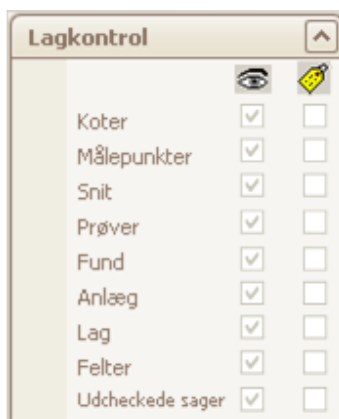 Lagkontrol
Koter
Målepunkter
Snit
Prøver
Fund
Anlæg
Lag
Felter
Udcheckede sager